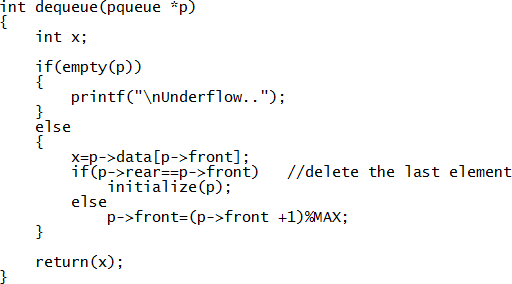 int dequeue(pqueue *p)
{
    int x;

    if(empty(p))
    {
        printf("\nUnderflow..");
    }
    else
    {
        x=p->data[p->front];
        if(p->rear==p->front)   //delete the last element
            initialize(p);
        else
            p->front=(p->front +1)%MAX;
    }

    return(x);
}